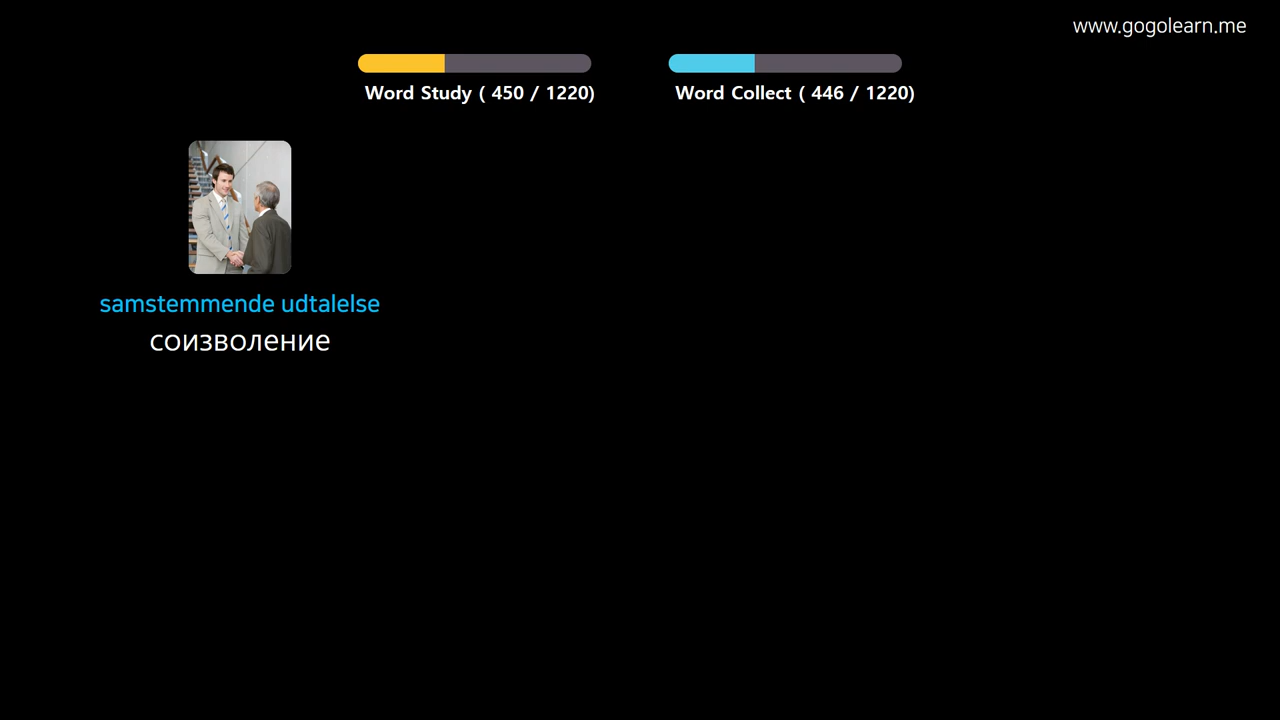 www.gogolearn.me
Word Study ( 450 / 1220)
Word Collect ( 446 / 1220)
samstemmende udtalelse
соизволение